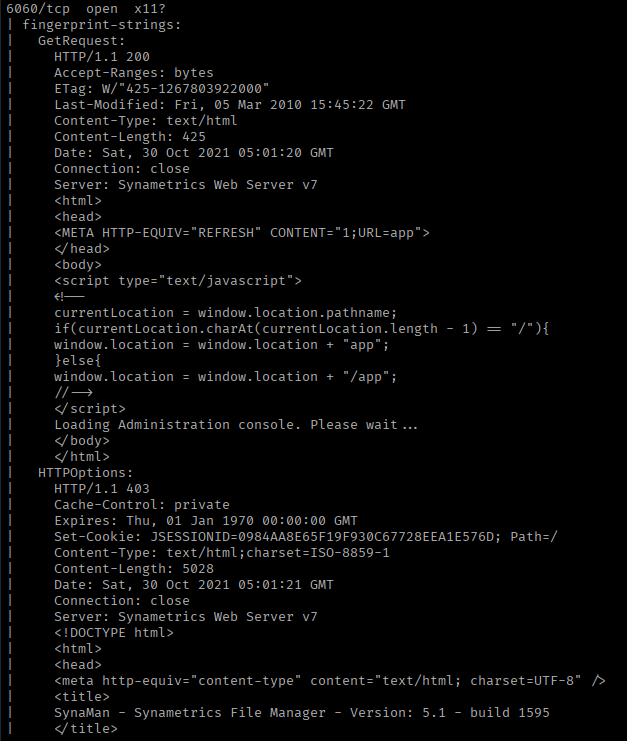 6060/tcp  open  x11?
| fingerprint-strings:
|   GetRequest:
|     HTTP/1.1 200
|     Accept-Ranges: bytes
|     ETag: W/"425-1267803922000"
|     Last-Modified: Fri, 05 Mar 2010 15:45:22 GMT
|     Content-Type: text/html
|     Content-Length: 425
|     Date: Sat, 30 Oct 2021 05:01:20 GMT
|     Connection: close
|     Server: Synametrics Web Server v7
|     <html>
|     <head>
|     <META HTTP-EQUIV="REFRESH" CONTENT="1;URL=app">
|     </head>
|     <body>
|     <script type="text/javascript">
|     <!--
|     currentLocation = window.location.pathname;
|     if(currentLocation.charAt(currentLocation.length - 1) == "/"){
|     window.location = window.location + "app";
|     }else{
|     window.location = window.location + "/app";
|     //-->
|     </script>
|     Loading Administration console. Please wait...
|     </body>
|     </html>
|   HTTPOptions:
|     HTTP/1.1 403
|     Cache-Control: private
|     Expires: Thu, 01 Jan 1970 00:00:00 GMT
|     Set-Cookie: JSESSIONID=0984AA8E65F19F930C67728EEA1E576D; Path=/
|     Content-Type: text/html;charset=ISO-8859-1
|     Content-Length: 5028
|     Date: Sat, 30 Oct 2021 05:01:21 GMT
|     Connection: close
|     Server: Synametrics Web Server v7
|     <!DOCTYPE html>
|     <html>
|     <head>
|     <meta http-equiv="content-type" content="text/html; charset=UTF-8" />
|     <title>
|     SynaMan - Synametrics File Manager - Version: 5.1 - build 1595
|     </title>